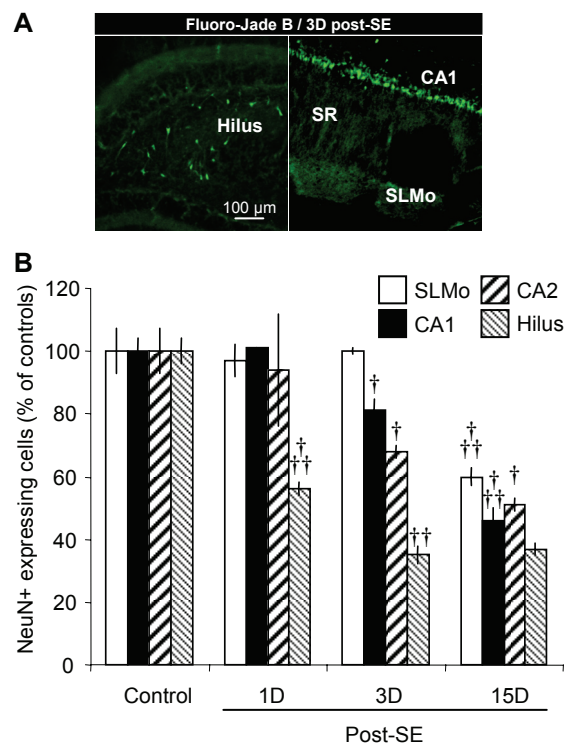 A
Fluoro-Jade B / 3D post-SE
Hilus
100 µm
CA1
SR
SLMo
B
NeuN+ expressing cells (% of controls)
120
100
80
60
40
20
0
SLMo
CA2
CA1
Hilus
†
††
†
†
††
†
††
†
††
†
Control
1D
3D
15D
Post-SE